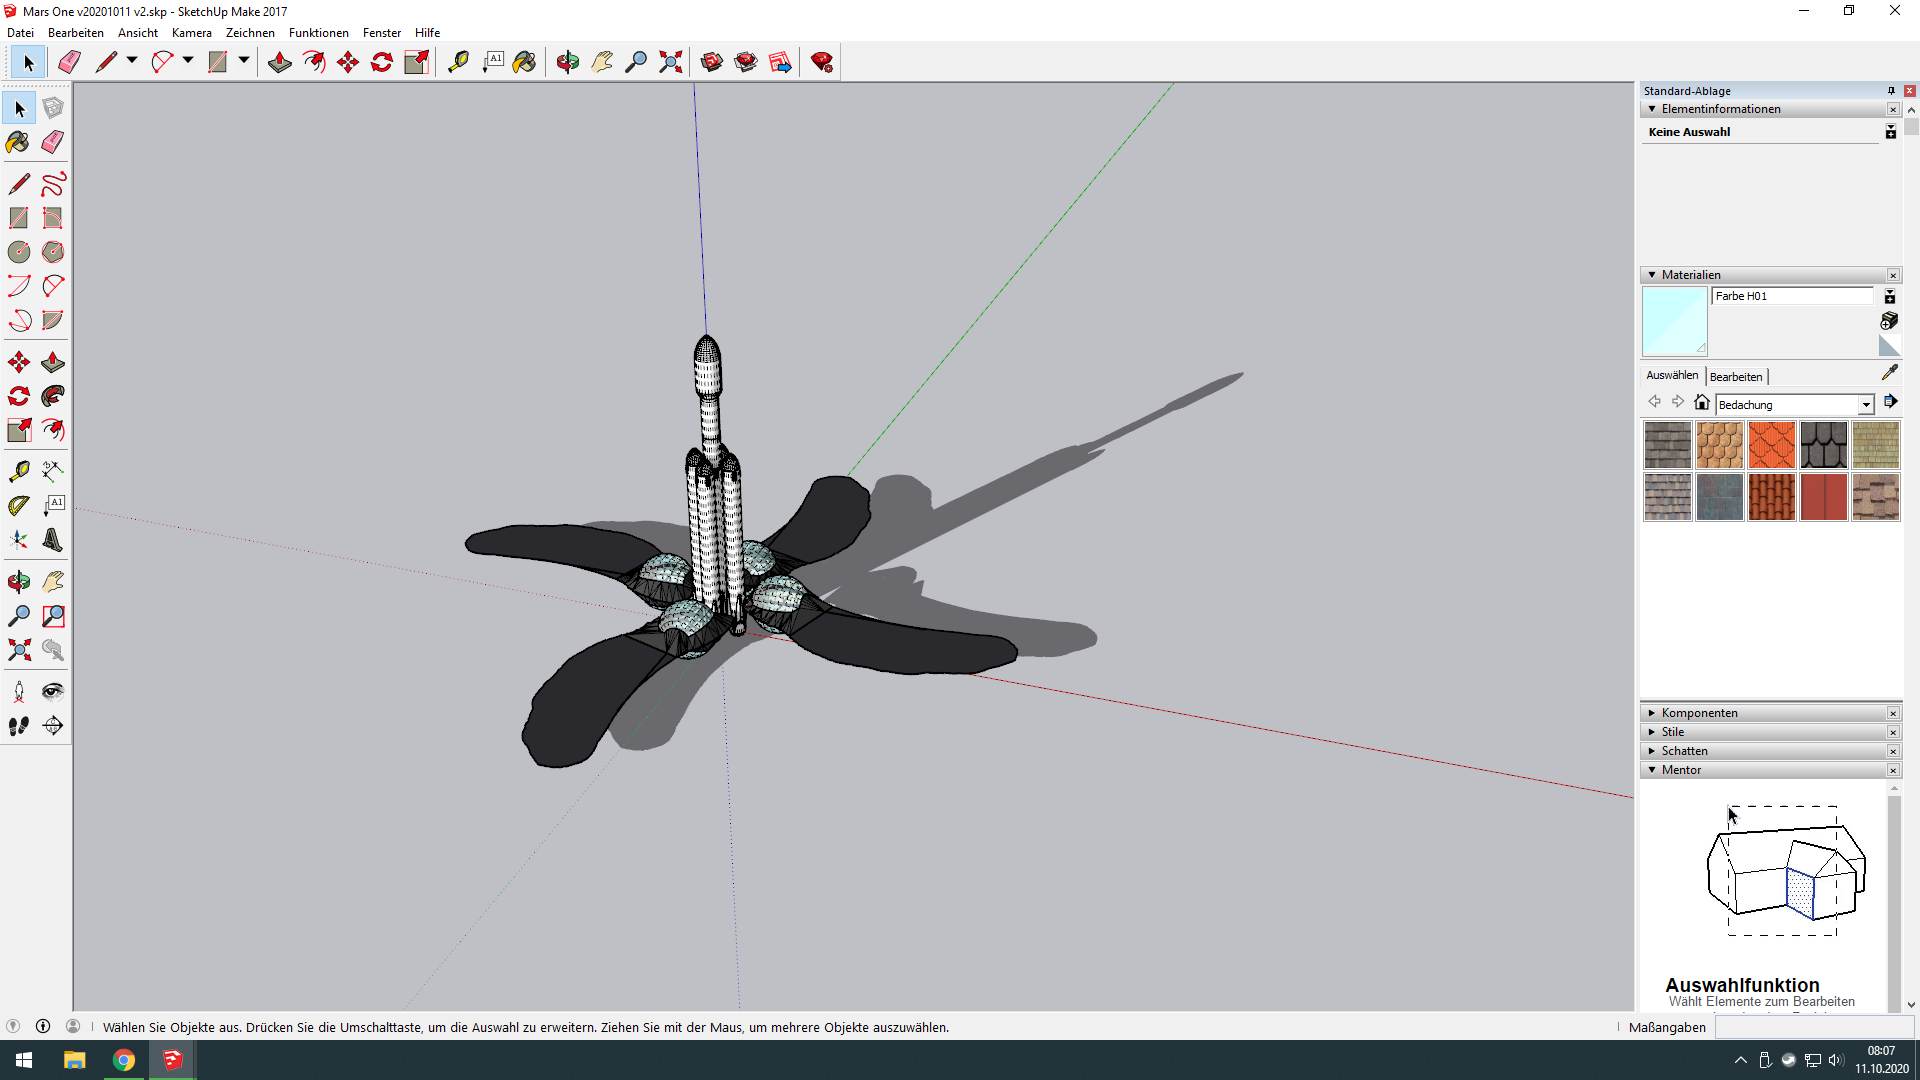 Mars One v20201011 v2.skp - SketchUp Make 2017
Datei Bearbeiten Ansicht Kamera Zeichnen Funktionen Fenster Hilfe
A1
Standard-Ablage
Elementinformationen
Keine Auswahl
A1
Materialien
Farbe H01
Auswählen Bearbeiten
Bedachung
Komponenten
Stile
Schatten
Mentor
Auswahlfunktion
Wählt Elemente zum Bearbeiten
Wählen Sie Objekte aus. Drücken Sie die Umschalttaste, um die Auswahl zu erweitern. Ziehen Sie mit der Maus, um mehrere Objekte auszuwählen.
Maßangaben
08:07
11.10.2020